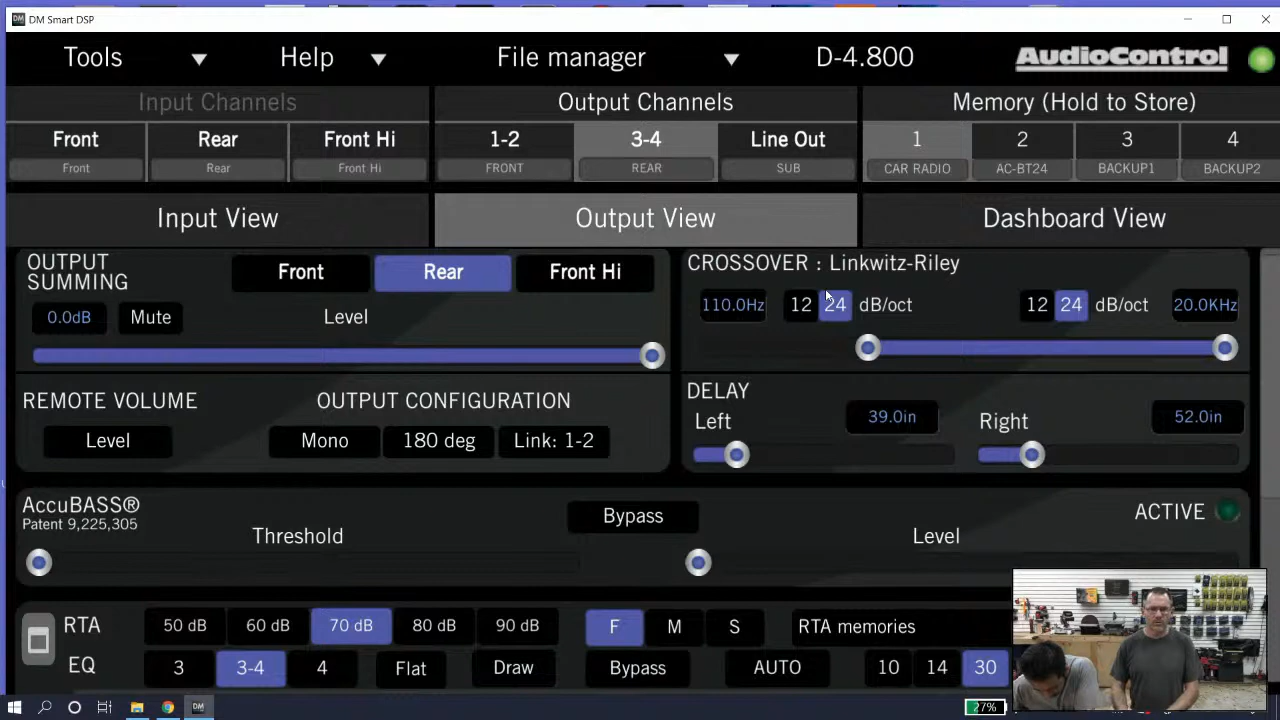 DM Smart DSP
Tools Help File manager D-4.800 AudioControl
Input Channels Output Channels Memory (Hold to Store)
Front Rear Front Hi 1-2 3-4 Line Out 1 2 3 4
Front Rear Front Hi FRONT REAR SUB CAR RADIO AC-BT24 BACKUP1 BACKUP2
Input View Output View Dashboard View
OUTPUT SUMMING Front Rear Front Hi CROSSOVER : Linkwitz-Riley
0.0dB Mute Level 110.0Hz 12 24 dB/oct 12 24 dB/oct 20.0KHz
REMOTE VOLUME OUTPUT CONFIGURATION DELAY
Level Mono 180 deg Link: 1-2 Left 39.0in Right 52.0in
AccuBASS® Bypass ACTIVE
Patent 9,225,305
Threshold Level
RTA 50 dB 60 dB 70 dB 80 dB 90 dB F M S RTA memories
EQ 3 3-4 4 Flat Draw Bypass AUTO 10 14 30
DM 27%